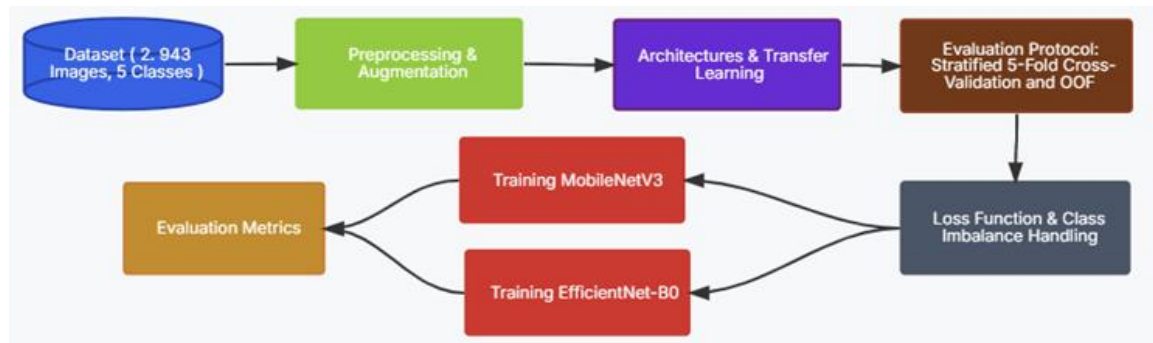 Dataset ( 2. 943
Images, 5 Classes )
Preprocessing &
Augmentation
Architectures & Transfer
Learning
Evaluation Protocol:
Stratified 5-Fold Cross-
Validation and OOF
Loss Function & Class
Imbalance Handling
Training MobileNetV3
Training EfficientNet-B0
Evaluation Metrics